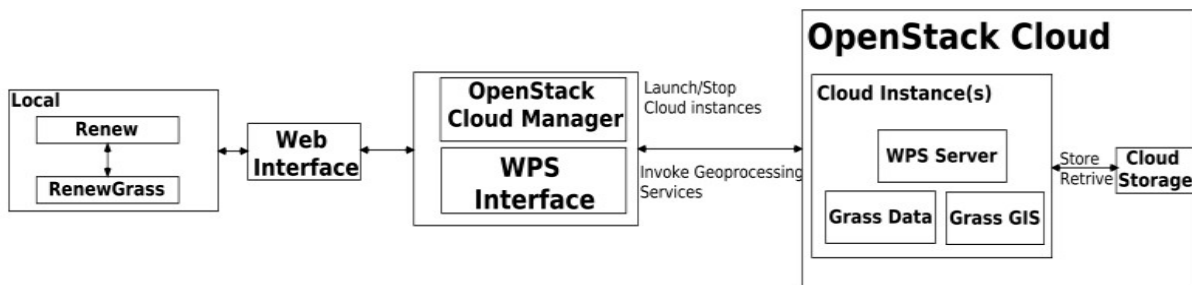 OpenStack Cloud
Local
Renew
RenewGrass
Web
Interface
OpenStack
Cloud Manager
WPS
Interface
Launch/Stop
Cloud instances
Invoke Geoprocessing
Services
Cloud Instance(s)
WPS Server
Grass Data
Grass GIS
Store
Retrive
Cloud
Storage